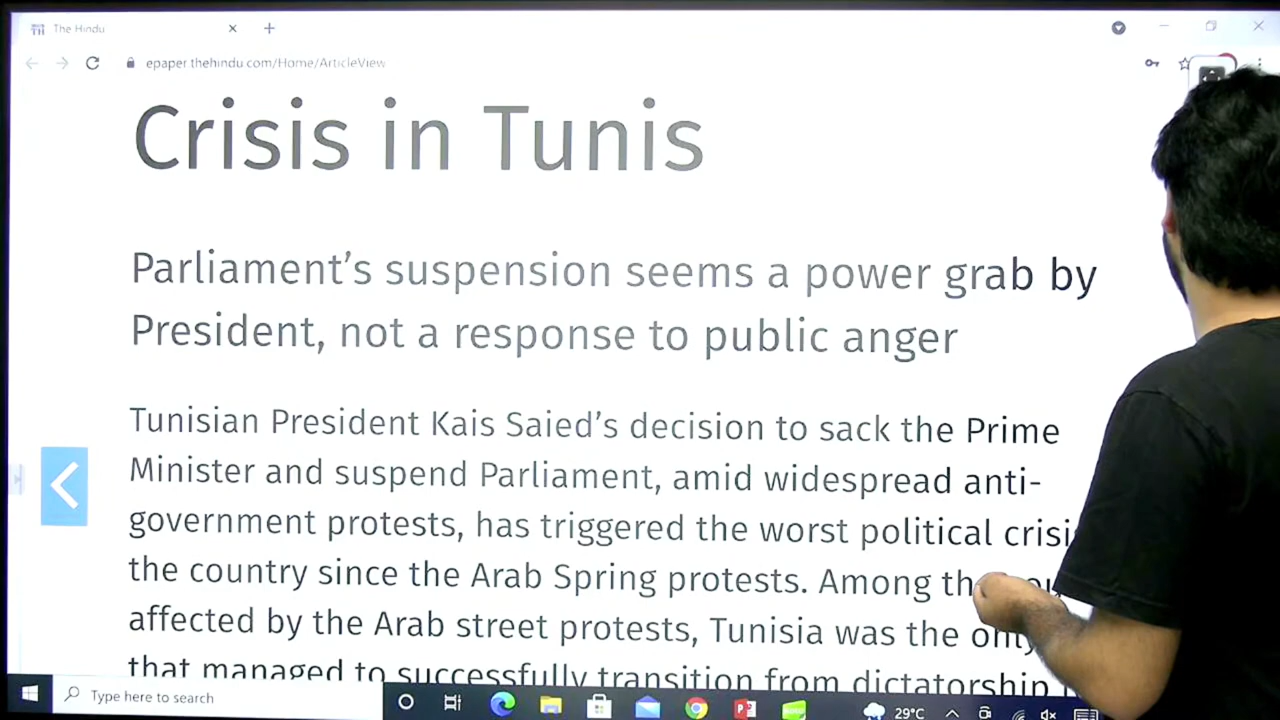 The Hindu
epaper.thehindu.com/Home/ArticleView
Crisis in Tunis
Parliament's suspension seems a power grab by
President, not a response to public anger
Tunisian President Kais Saied's decision to sack the Prime
Minister and suspend Parliament, amid widespread anti-
government protests, has triggered the worst political
the country since the Arab Spring protests. Among
affected by the Arab street protests, Tunisia was the
that managed to successfully transition from dictatorship
Type here to search
29°C